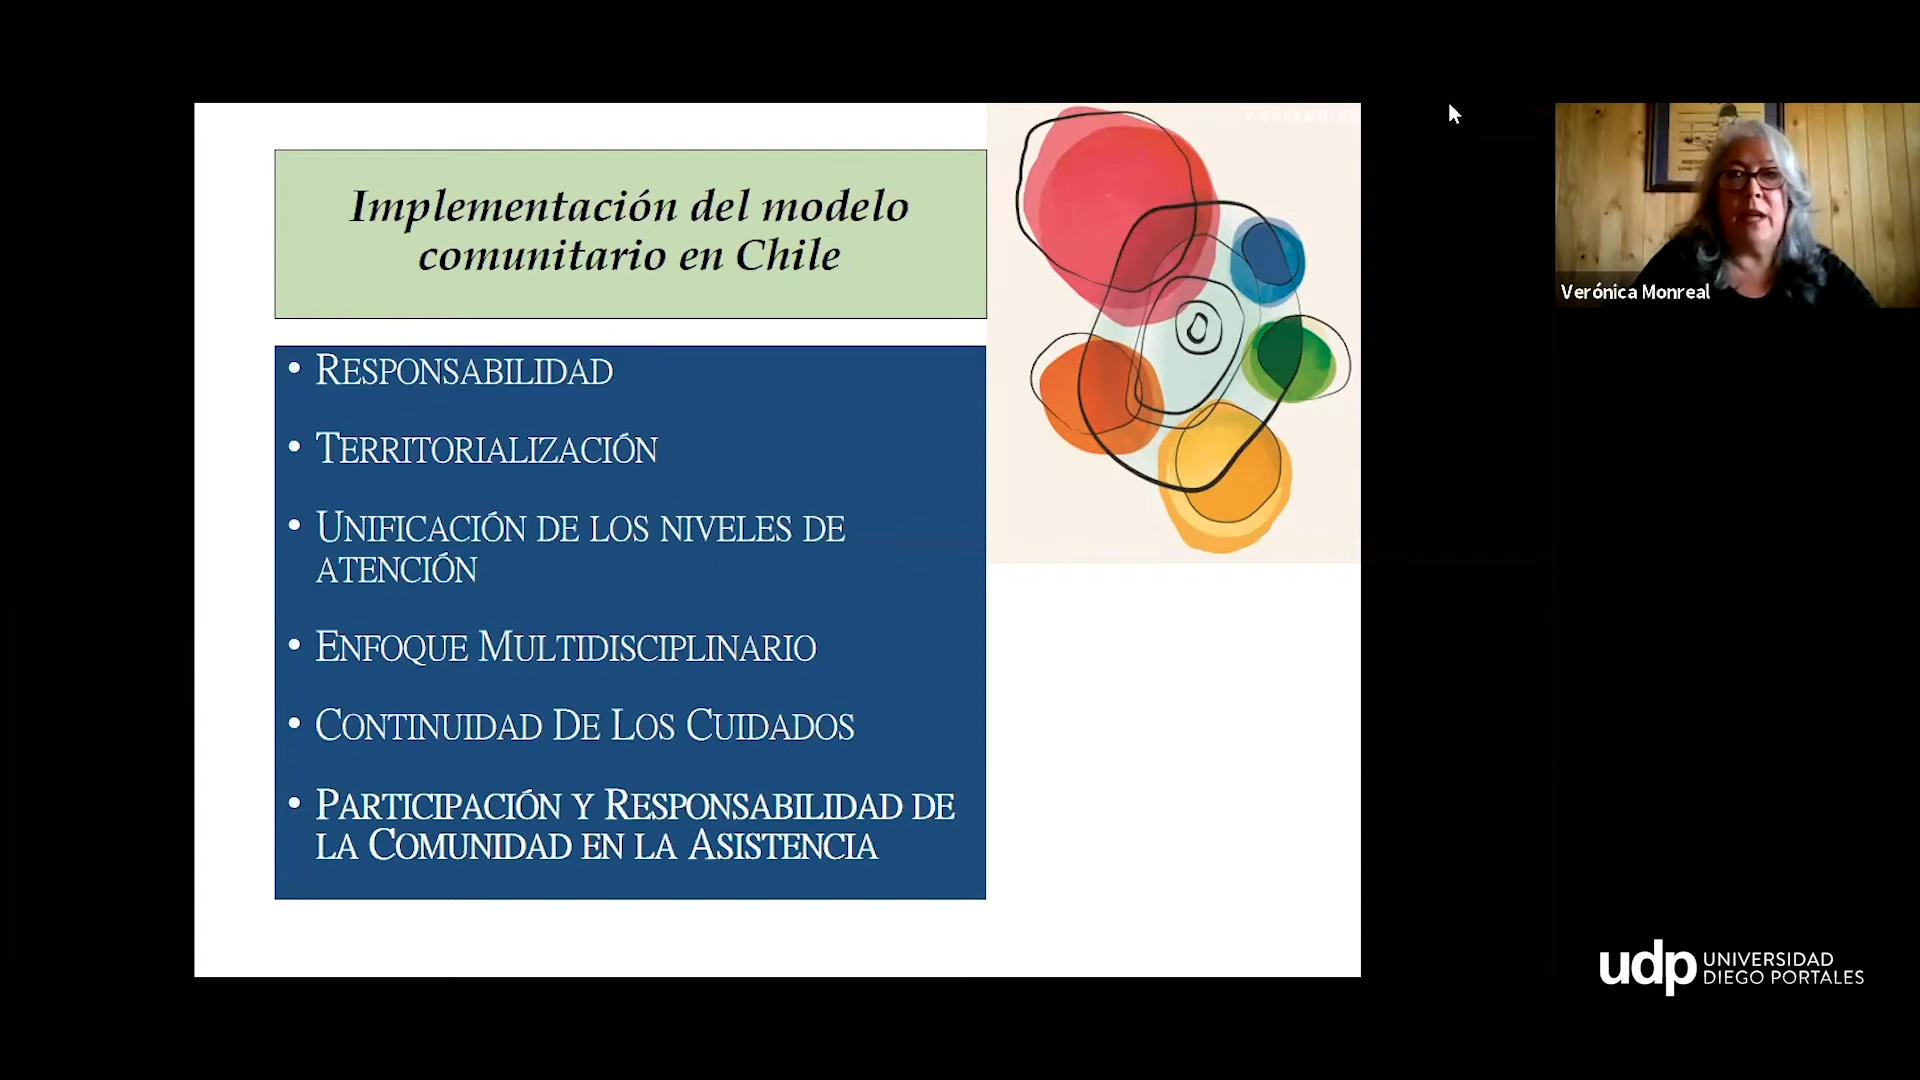 Implementación del modelo
comunitario en Chile
• RESPONSABILIDAD
• TERRITORIALIZACIÓN
• UNIFICACIÓN DE LOS NIVELES DE
ATENCIÓN
• ENFOQUE MULTIDISCIPLINARIO
• CONTINUIDAD DE LOS CUIDADOS
• PARTICIPACIÓN Y RESPONSABILIDAD DE
LA COMUNIDAD EN LA ASISTENCIA
Verónica Monreal
udp UNIVERSIDAD
DIEGO PORTALES